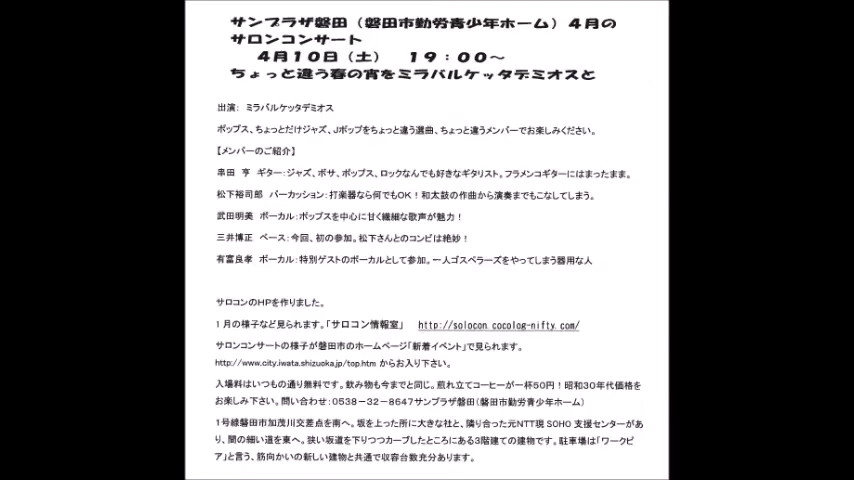 サンプラザ磐田（磐田市勤労青少年ホーム）４月の
サロンコンサート
４月１０日（土）　１９：００～
ちょっと違う春の宵をミラバルケッタデミオスと
出演：　ミラバルケッタデミオス
ポップス、ちょっとだけジャズ、Jポップをちょっと違う選曲、ちょっと違うメンバーでお楽しみください。
【メンバーのご紹介】
串田　亨　ギター：ジャズ、ボサ、ポップス、ロックなんでも好きなギタリスト。フラメンコギターにはまったまま。
松下裕司郎　パーカッション：打楽器なら何でもＯＫ！和太鼓の作曲から演奏までもこなしてしまう。
武田明美　ボーカル：ポップスを中心に甘く繊細な歌声が魅力！
三井博正　ベース：今回、初の参加。松下さんとのコンビは絶妙！
有富良孝　ボーカル：特別ゲストのボーカルとして参加。一人ゴスペラーズをやってしまう器用な人
サロコンのＨＰを作りました。
１月の様子など見られます。「サロコン情報室」　http://solocon.cocolog-nifty.com/
サロンコンサートの様子が磐田市のホームページ「新着イベント」で見られます。
http://www.city.iwata.shizuoka.jp/top.htm からお入り下さい。
入場料はいつもの通り無料です。飲み物も今までと同じ。煎れ立てコーヒーが一杯５０円！昭和３０年代価格を
お楽しみ下さい。問い合わせ：０５３８－３２－８６４７サンプラザ磐田（磐田市勤労青少年ホーム）
１号線磐田市加茂川交差点を南へ。坂を上った所に大きな社と、隣り合った元ＮＴＴ現 SOHO 支援センターがあ
り、間の細い道を東へ。狭い坂道を下りつつカーブしたところにある３階建ての建物です。駐車場は「ワークピ
ア」と言う、筋向かいの新しい建物と共通で収容台数充分あります。